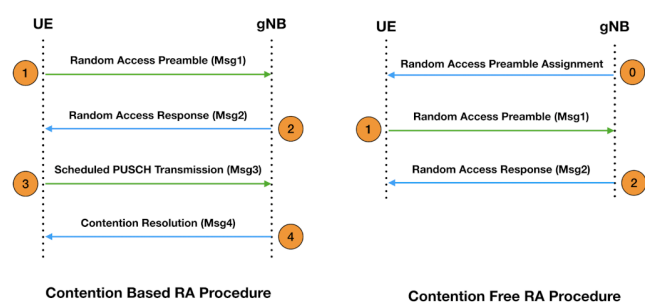 UE
gNB
Random Access Preamble (Msg1)
1
Random Access Response (Msg2)
2
Scheduled PUSCH Transmission (Msg3)
3
Contention Resolution (Msg4)
4
Contention Based RA Procedure
UE
gNB
Random Access Preamble Assignment
0
Random Access Preamble (Msg1)
1
Random Access Response (Msg2)
2
Contention Free RA Procedure